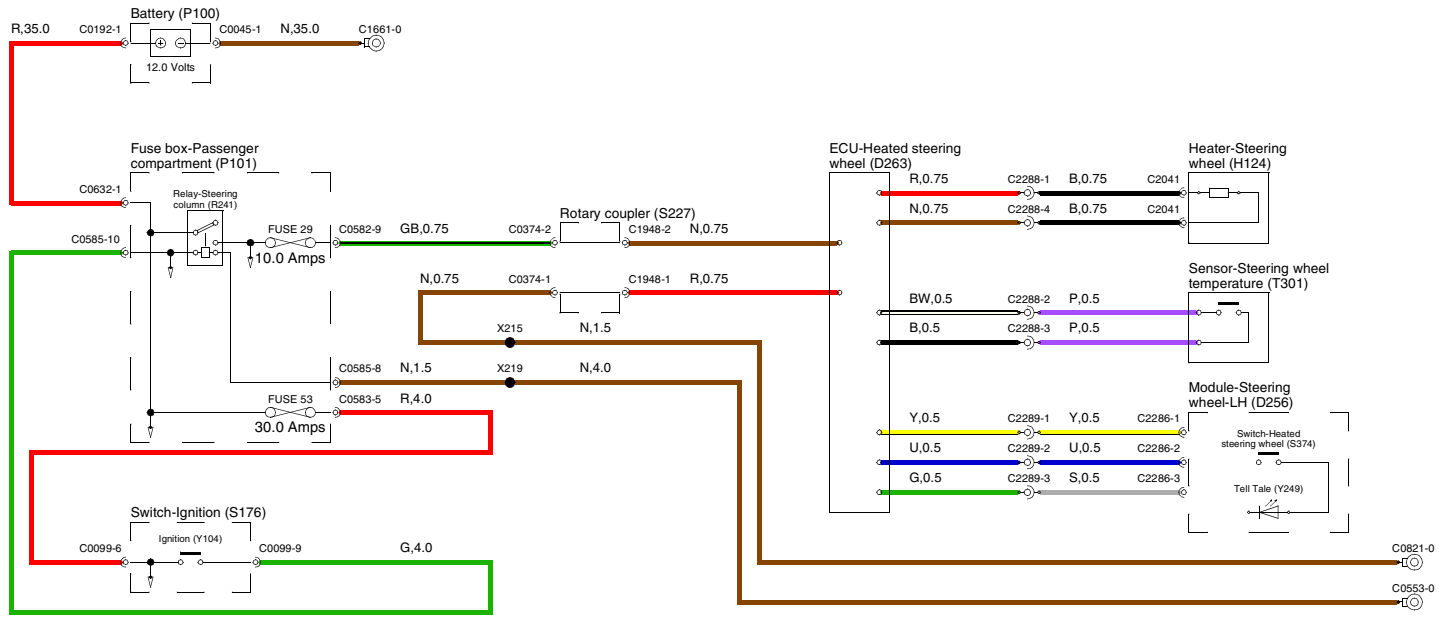 Battery (P100)
R,35.0
C0192-1
C0045-1
N,35.0
C1661-0
12.0 Volts
Fuse box-Passenger
compartment (P101)
C0632-1
Relay-Steering
column (R241)
C0585-10
FUSE 29
10.0 Amps
C0582-9
GB,0.75
C0374-2
Rotary coupler (S227)
C1948-2
N,0.75
N,0.75
C0374-1
C1948-1
R,0.75
X215
N,1.5
C0585-8
N,1.5
X219
N,4.0
FUSE 53
30.0 Amps
C0583-5
R,4.0
Switch-Ignition (S176)
Ignition (Y104)
C0099-6
C0099-9
G,4.0
ECU-Heated steering
wheel (D263)
R,0.75
C2288-1
B,0.75
C2041
N,0.75
C2288-4
B,0.75
C2041
Heater-Steering
wheel (H124)
BW,0.5
C2288-2
P,0.5
B,0.5
C2288-3
P,0.5
Sensor-Steering wheel
temperature (T301)
Y,0.5
C2289-1
Y,0.5
C2286-1
U,0.5
C2289-2
U,0.5
C2286-2
G,0.5
C2289-3
S,0.5
C2286-3
Module-Steering
wheel-LH (D256)
Switch-Heated
steering wheel (S374)
Tell Tale (Y249)
C0821-0
C0553-0